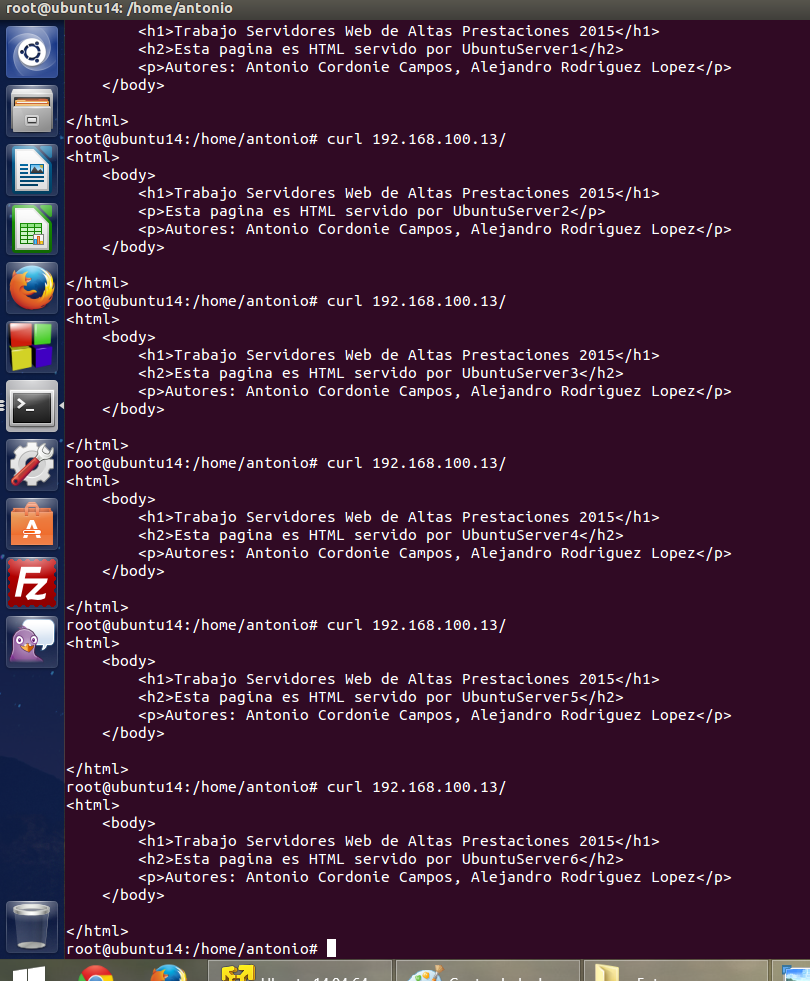 root@ubuntu14: /home/antonio
        <h1>Trabajo Servidores Web de Altas Prestaciones 2015</h1>
        <h2>Esta pagina es HTML servido por UbuntuServer1</h2>
        <p>Autores: Antonio Cordonie Campos, Alejandro Rodriguez Lopez</p>
    </body>
</html>
root@ubuntu14:/home/antonio# curl 192.168.100.13/
<html>
    <body>
        <h1>Trabajo Servidores Web de Altas Prestaciones 2015</h1>
        <p>Esta pagina es HTML servido por UbuntuServer2</p>
        <p>Autores: Antonio Cordonie Campos, Alejandro Rodriguez Lopez</p>
    </body>
</html>
root@ubuntu14:/home/antonio# curl 192.168.100.13/
<html>
    <body>
        <h1>Trabajo Servidores Web de Altas Prestaciones 2015</h1>
        <h2>Esta pagina es HTML servido por UbuntuServer3</h2>
        <p>Autores: Antonio Cordonie Campos, Alejandro Rodriguez Lopez</p>
    </body>
</html>
root@ubuntu14:/home/antonio# curl 192.168.100.13/
<html>
    <body>
        <h1>Trabajo Servidores Web de Altas Prestaciones 2015</h1>
        <h2>Esta pagina es HTML servido por UbuntuServer4</h2>
        <p>Autores: Antonio Cordonie Campos, Alejandro Rodriguez Lopez</p>
    </body>
</html>
root@ubuntu14:/home/antonio# curl 192.168.100.13/
<html>
    <body>
        <h1>Trabajo Servidores Web de Altas Prestaciones 2015</h1>
        <h2>Esta pagina es HTML servido por UbuntuServer5</h2>
        <p>Autores: Antonio Cordonie Campos, Alejandro Rodriguez Lopez</p>
    </body>
</html>
root@ubuntu14:/home/antonio# curl 192.168.100.13/
<html>
    <body>
        <h1>Trabajo Servidores Web de Altas Prestaciones 2015</h1>
        <h2>Esta pagina es HTML servido por UbuntuServer6</h2>
        <p>Autores: Antonio Cordonie Campos, Alejandro Rodriguez Lopez</p>
    </body>
</html>
root@ubuntu14:/home/antonio#